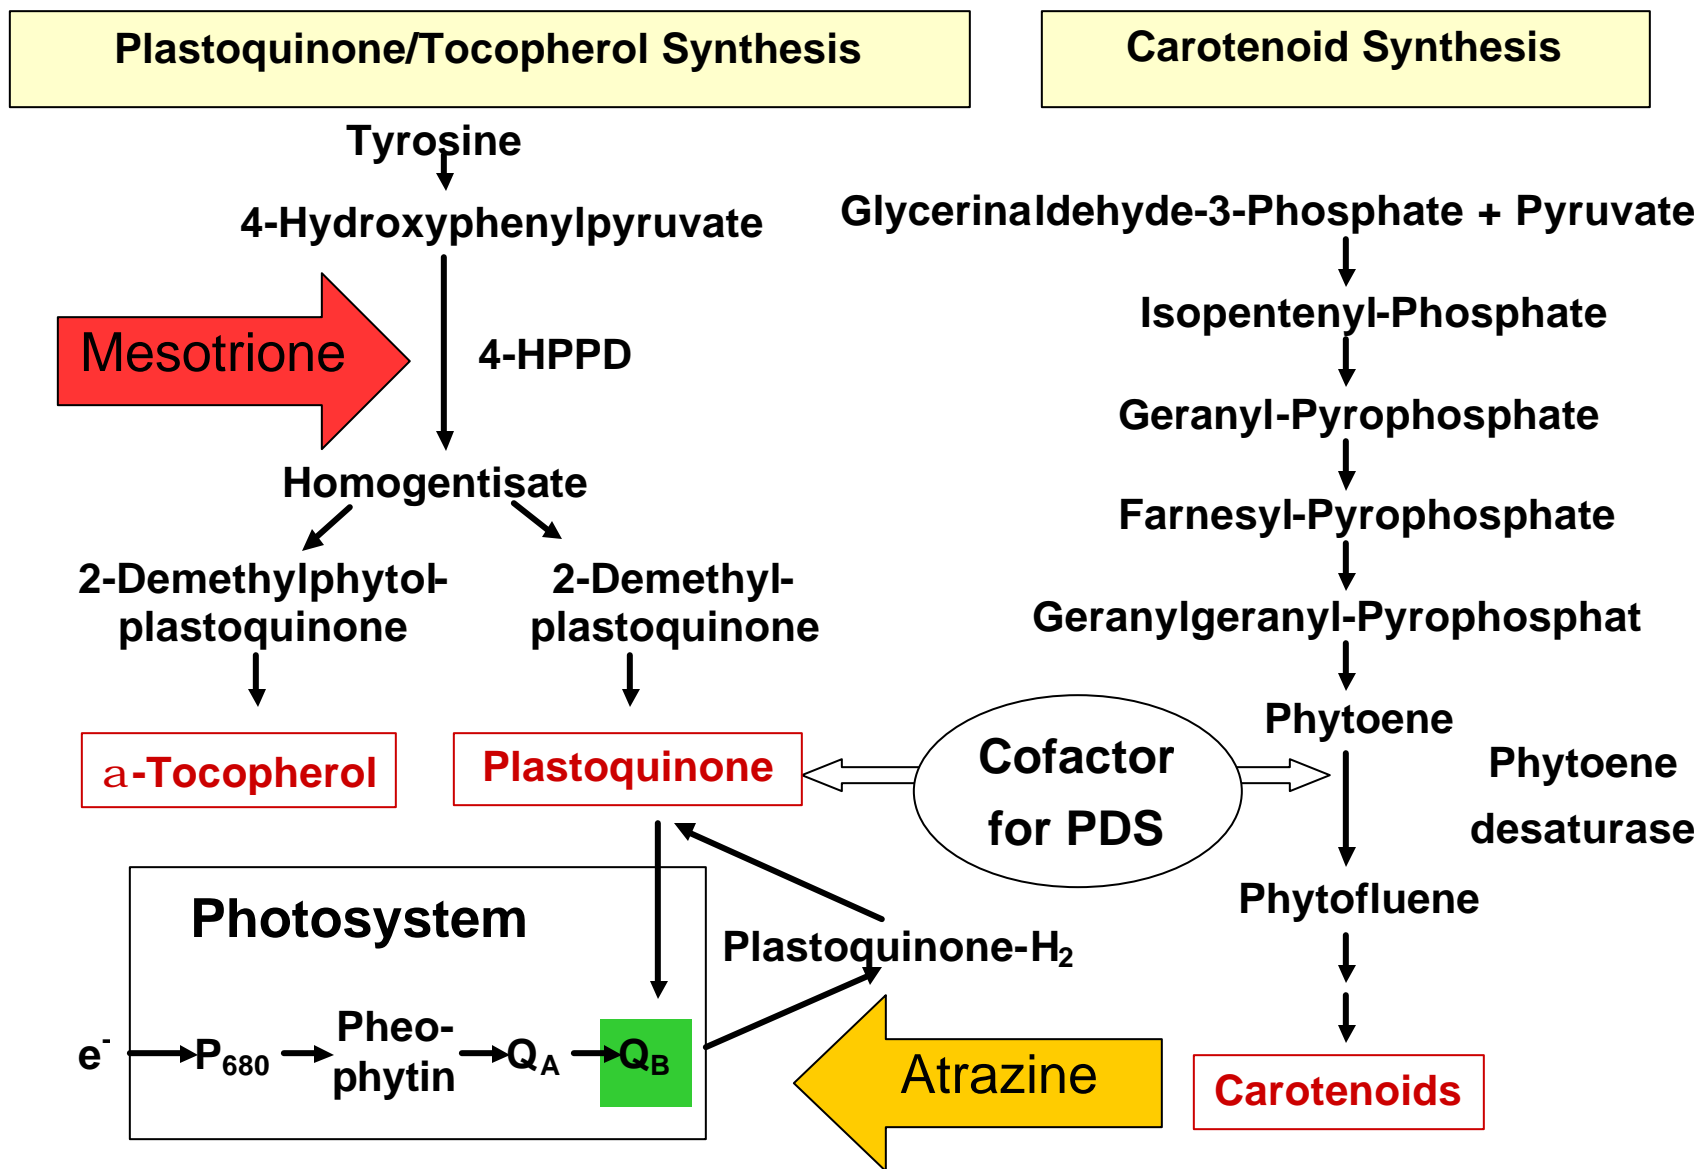 Plastoquinone/Tocopherol Synthesis
Tyrosine
4-Hydroxyphenylpyruvate
Mesotrione
4-HPPD
Homogentisate
2-Demethylphytol-
plastoquinone
2-Demethyl-
plastoquinone
a-Tocopherol
Plastoquinone
Cofactor
for PDS
Photosystem
Plastoquinone-H2
e-
P680
Pheo-
phytin
QA
QB
Atrazine
Carotenoid Synthesis
Glycerinaldehyde-3-Phosphate + Pyruvate
Isopentenyl-Phosphate
Geranyl-Pyrophosphate
Farnesyl-Pyrophosphate
Geranylgeranyl-Pyrophosphat
Phytoene
Phytoene
desaturase
Phytofluene
Carotenoids